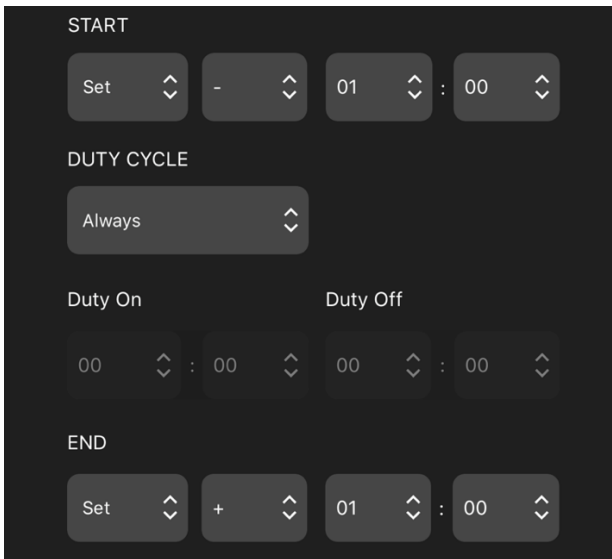 START
Set - 01 : 00
DUTY CYCLE
Always
Duty On Duty Off
00 : 00 00 : 00
END
Set + 01 : 00